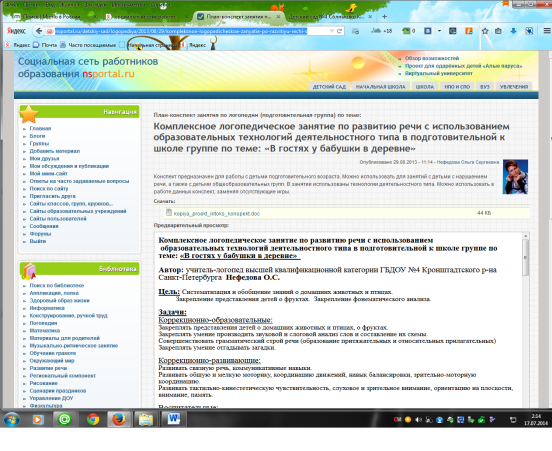 Социальная сеть работников
образования nsportal.ru
Обзор возможностей
Проект для одарённых детей «Алые паруса»
Виртуальный университет
ДЕТСКИЙ САД НАЧАЛЬНАЯ ШКОЛА ШКОЛА НПО И СПО ВУЗ УВЛЕЧЕНИЯ
Навигация
Главная
Блоги
Группы
Добавить материал
Мои друзья
Мои обсуждения и публикации
Мой мини-сайт
Ответы на часто задаваемые вопросы
Поиск по сайту
Пригласить друга
Сайты классов, групп, кружков...
Сайты образовательных учреждений
Сайты пользователей
Сообщения
Форумы
Выйти
Библиотека
Поиск по библиотеке
Аппликация, лепка
Здоровый образ жизни
Информатика
Конструирование, ручной труд
Логопедия
Математика
Материалы для родителей
Музыкально-ритмическое занятие
Обучение грамоте
Окружающий мир
Развитие речи
Региональный компонент
Рисование
Сценарии праздников
Управление ДОУ
Физкультура
План-конспект занятия по логопедии (подготовительная группа) по теме:
Комплексное логопедическое занятие по развитию речи с использованием
образовательных технологий деятельностного типа в подготовительной к
школе группе по теме: «В гостях у бабушки в деревне»
Опубликовано 29.08.2013 - 11:14 - Нефедова Ольга Сергеевна
Конспект предназначен для работы с детьми подготовительного возраста. Можно использовать для занятий с детьми с нарушением
речи, а также с детьми общеобразовательных групп. В занятии использованы технологии деятельностного типа. Можно использовать в
работе данный конспект, заменяя отсутствующие игры.
Скачать:
kopiya_proekt_intoks_konspekt.doc 44 КБ
Предварительный просмотр:
Комплексное логопедическое занятие по развитию речи с использованием
образовательных технологий деятельностного типа в подготовительной к школе группе по
теме: «В гостях у бабушки в деревне»
Автор: учитель-логопед высшей квалификационной категории ГБДОУ №4 Кронштадтского р-на
Санкт-Петербурга Нефедова О.С.
Цель: Систематизация и обобщение знаний о домашних животных и птицах.
Закрепление представления детей о фруктах. Закрепление фонематического анализа.
Задачи:
Коррекционно-образовательные:
Закреплять представления детей о домашних животных и птицах, о фруктах.
Закреплять умение производить звуковой и слоговой анализ слов и составление их схемы.
Совершенствовать грамматический строй речи (образование притяжательных и относительных прилагательных)
Закреплять умение отгадывать загадки.
Коррекционно-развивающие:
Развивать связную речь, коммуникативные навыки.
Развивать общую и мелкую моторику, координацию движений, навык балансировки, зрительно-моторную
координацию.
Развивать тактильно-кинестетическую чувствительность, слуховое и зрительное внимание, ориентацию на плоскости,
внимание, память.
2:14
17.07.2014